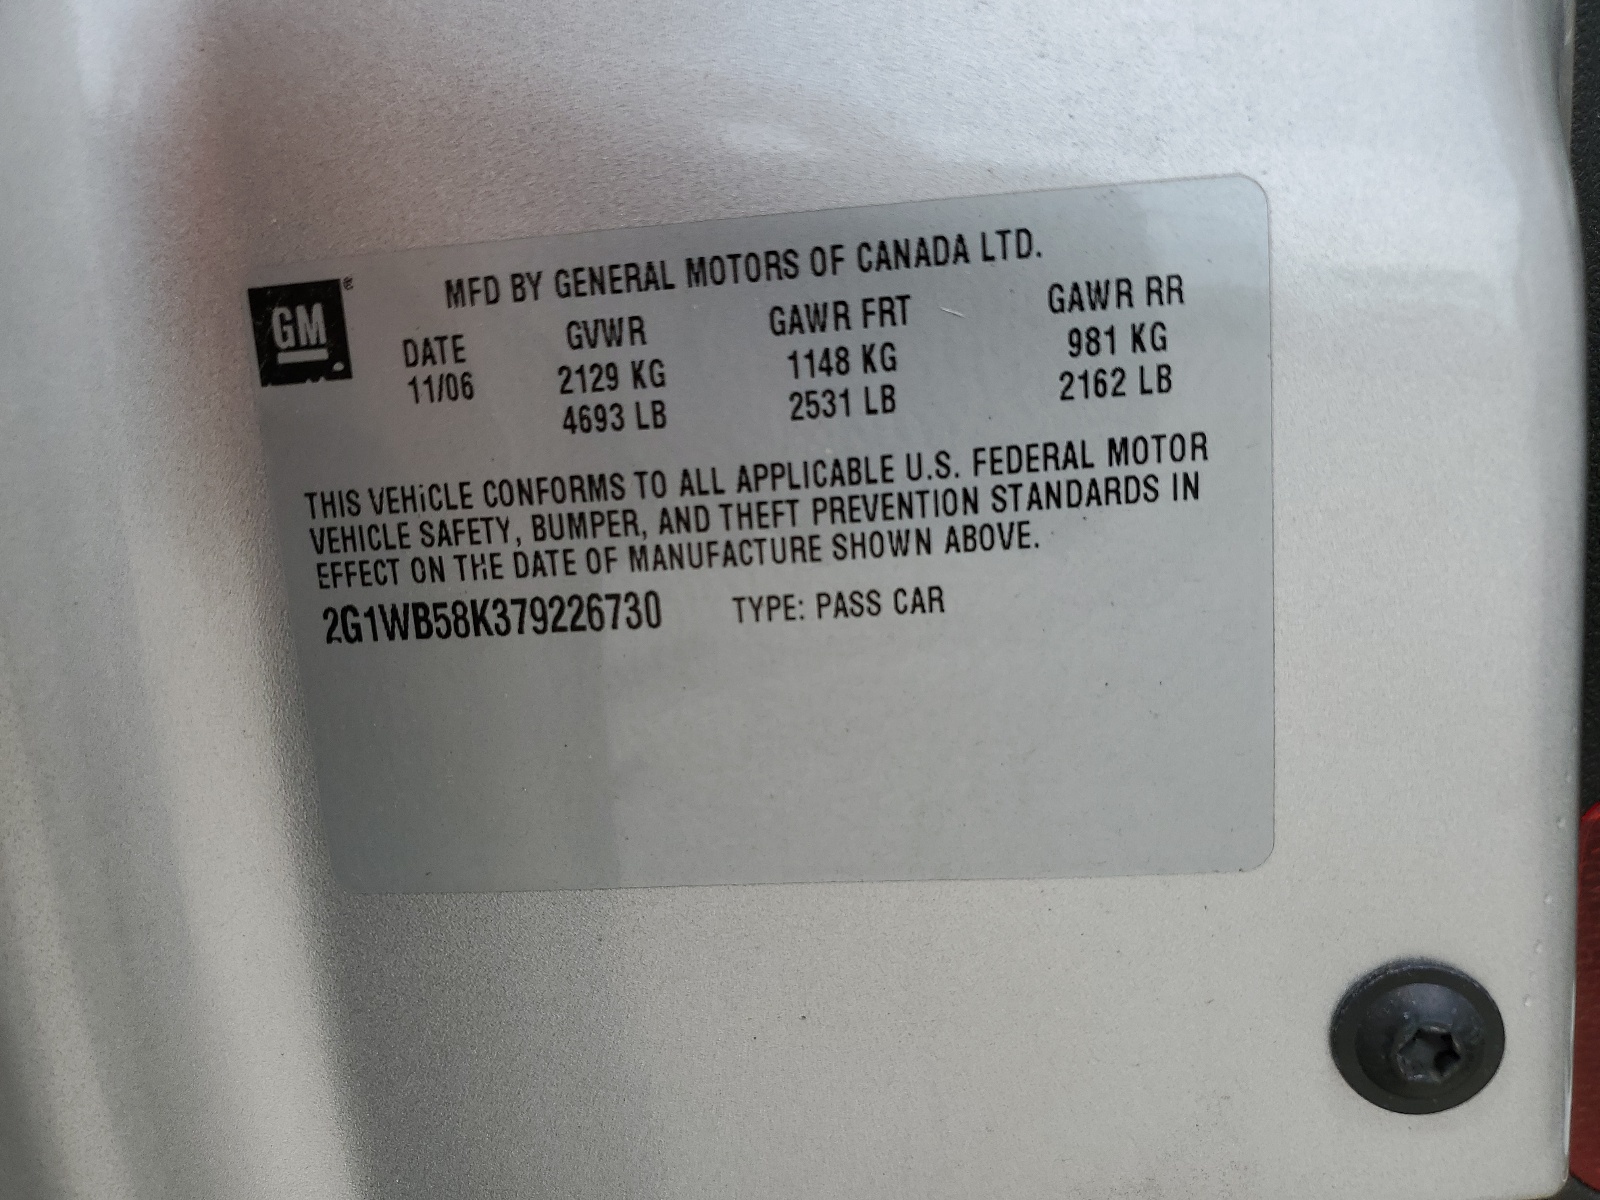 GM®
MFD BY GENERAL MOTORS OF CANADA LTD.
DATE GVWR GAWR FRT GAWR RR
11/06 2129 KG 1148 KG 981 KG
4693 LB 2531 LB 2162 LB
THIS VEHICLE CONFORMS TO ALL APPLICABLE U.S. FEDERAL MOTOR
VEHICLE SAFETY, BUMPER, AND THEFT PREVENTION STANDARDS IN
EFFECT ON THE DATE OF MANUFACTURE SHOWN ABOVE.
2G1WB58K379226730 TYPE: PASS CAR